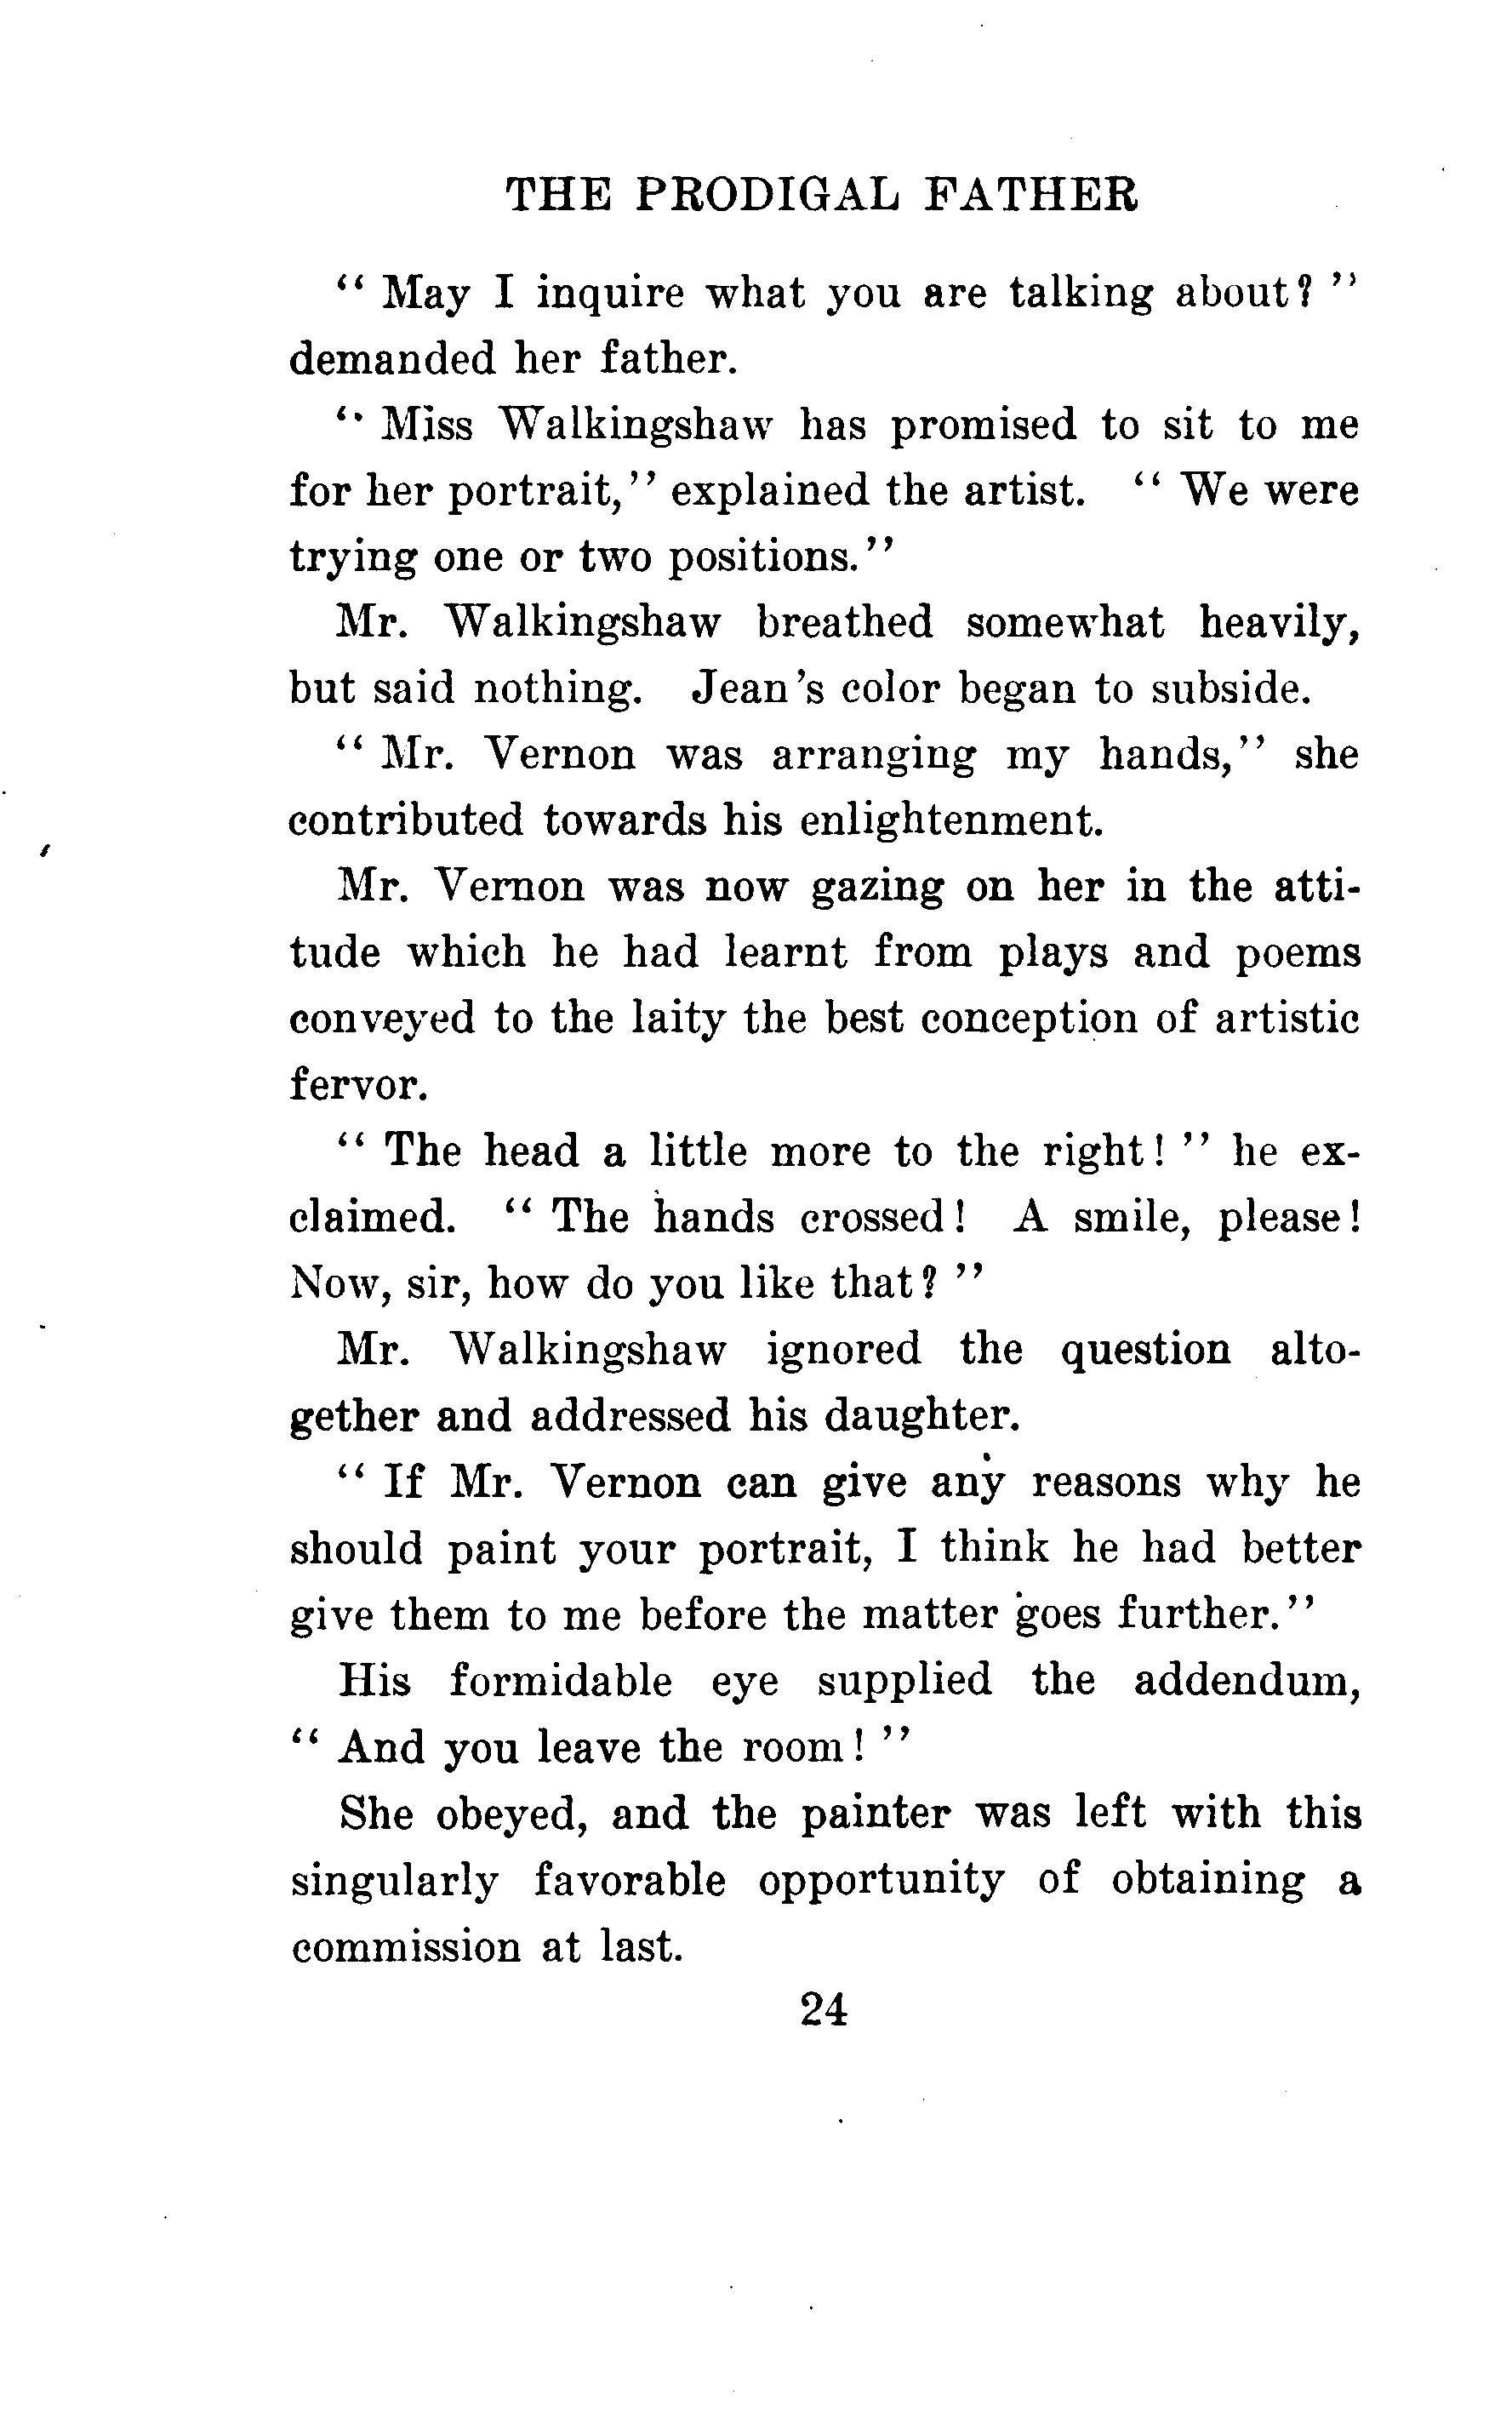 THE PRODIGAL FATHER
“ May I inquire what you are talking about? ”
demanded her father.
“ Miss Walkingshaw has promised to sit to me
for her portrait,” explained the artist. “ We were
trying one or two positions.”
Mr. Walkingshaw breathed somewhat heavily,
but said nothing. Jean's color began to subside.
“ Mr. Vernon was arranging my hands,” she
contributed towards his enlightenment.
Mr. Vernon was now gazing on her in the atti-
tude which he had learnt from plays and poems
conveyed to the laity the best conception of artistic
fervor.
“ The head a little more to the right! ” he ex-
claimed. “ The hands crossed! A smile, please!
Now, sir, how do you like that? ”
Mr. Walkingshaw ignored the question alto-
gether and addressed his daughter.
“ If Mr. Vernon can give any reasons why he
should paint your portrait, I think he had better
give them to me before the matter goes further.”
His formidable eye supplied the addendum,
“ And you leave the room! ”
She obeyed, and the painter was left with this
singularly favorable opportunity of obtaining a
commission at last.
24